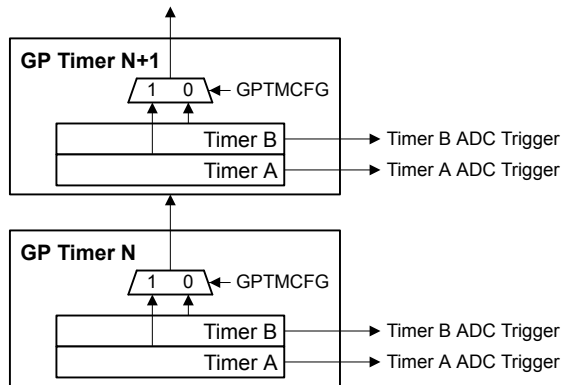 GP Timer N+1
1 0 GPTMCFG
Timer B Timer B ADC Trigger
Timer A Timer A ADC Trigger
GP Timer N
1 0 GPTMCFG
Timer B Timer B ADC Trigger
Timer A Timer A ADC Trigger